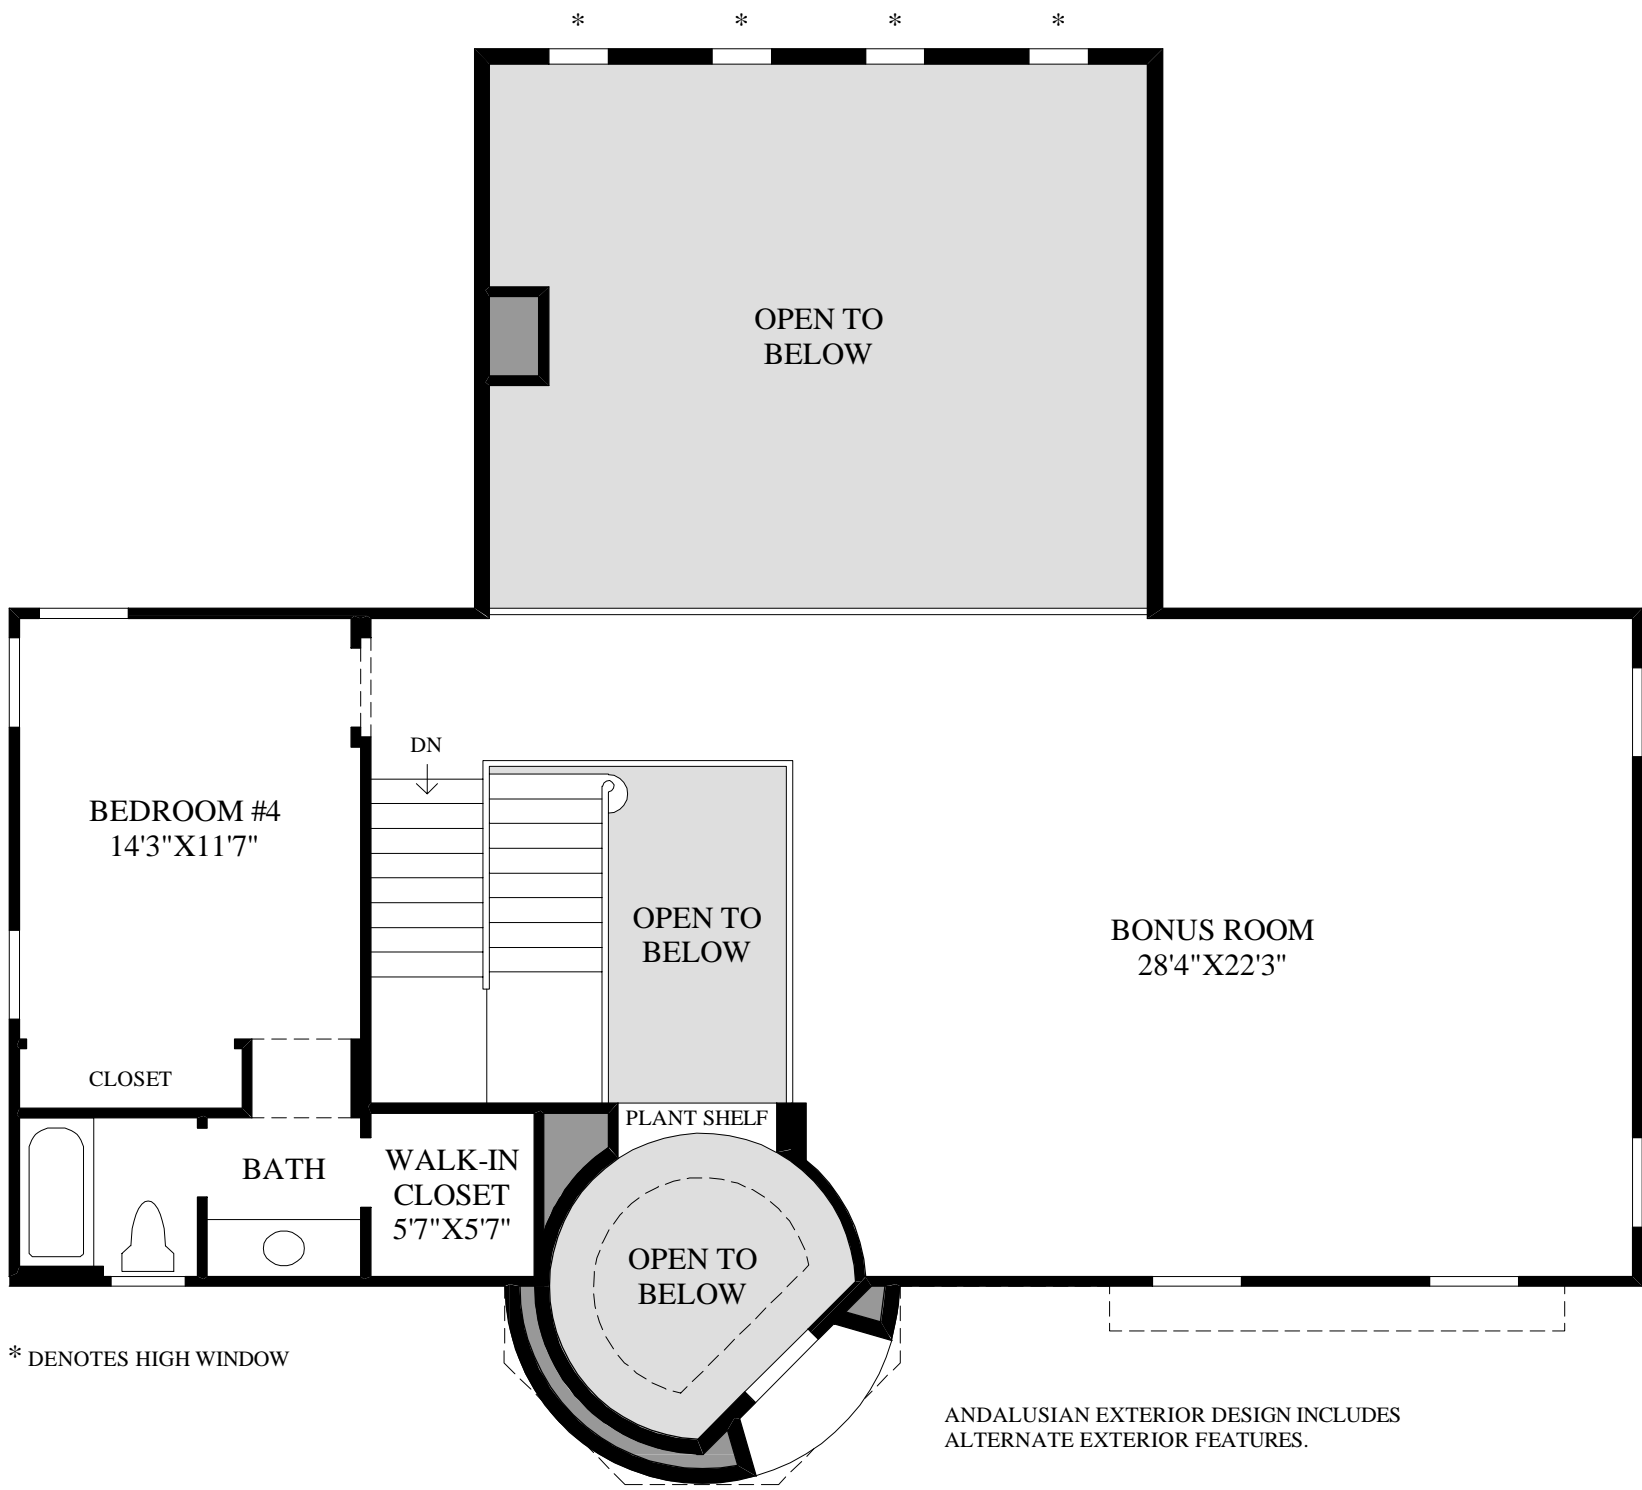 * * * *
OPEN TO
BELOW
DN
BEDROOM #4
14'3"X11'7"
OPEN TO
BELOW
BONUS ROOM
28'4"X22'3"
CLOSET
PLANT SHELF
BATH
WALK-IN
CLOSET
5'7"X5'7"
OPEN TO
BELOW
* DENOTES HIGH WINDOW
ANDALUSIAN EXTERIOR DESIGN INCLUDES
ALTERNATE EXTERIOR FEATURES.